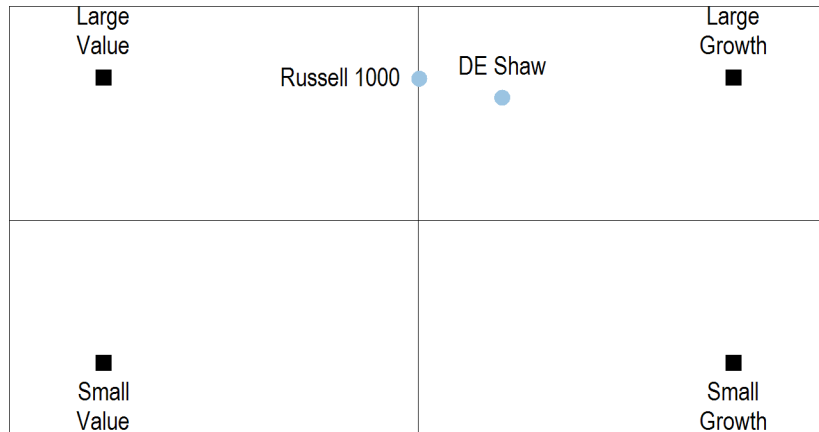 Large
Value
Large
Growth
Russell 1000
DE Shaw
Small
Value
Small
Growth